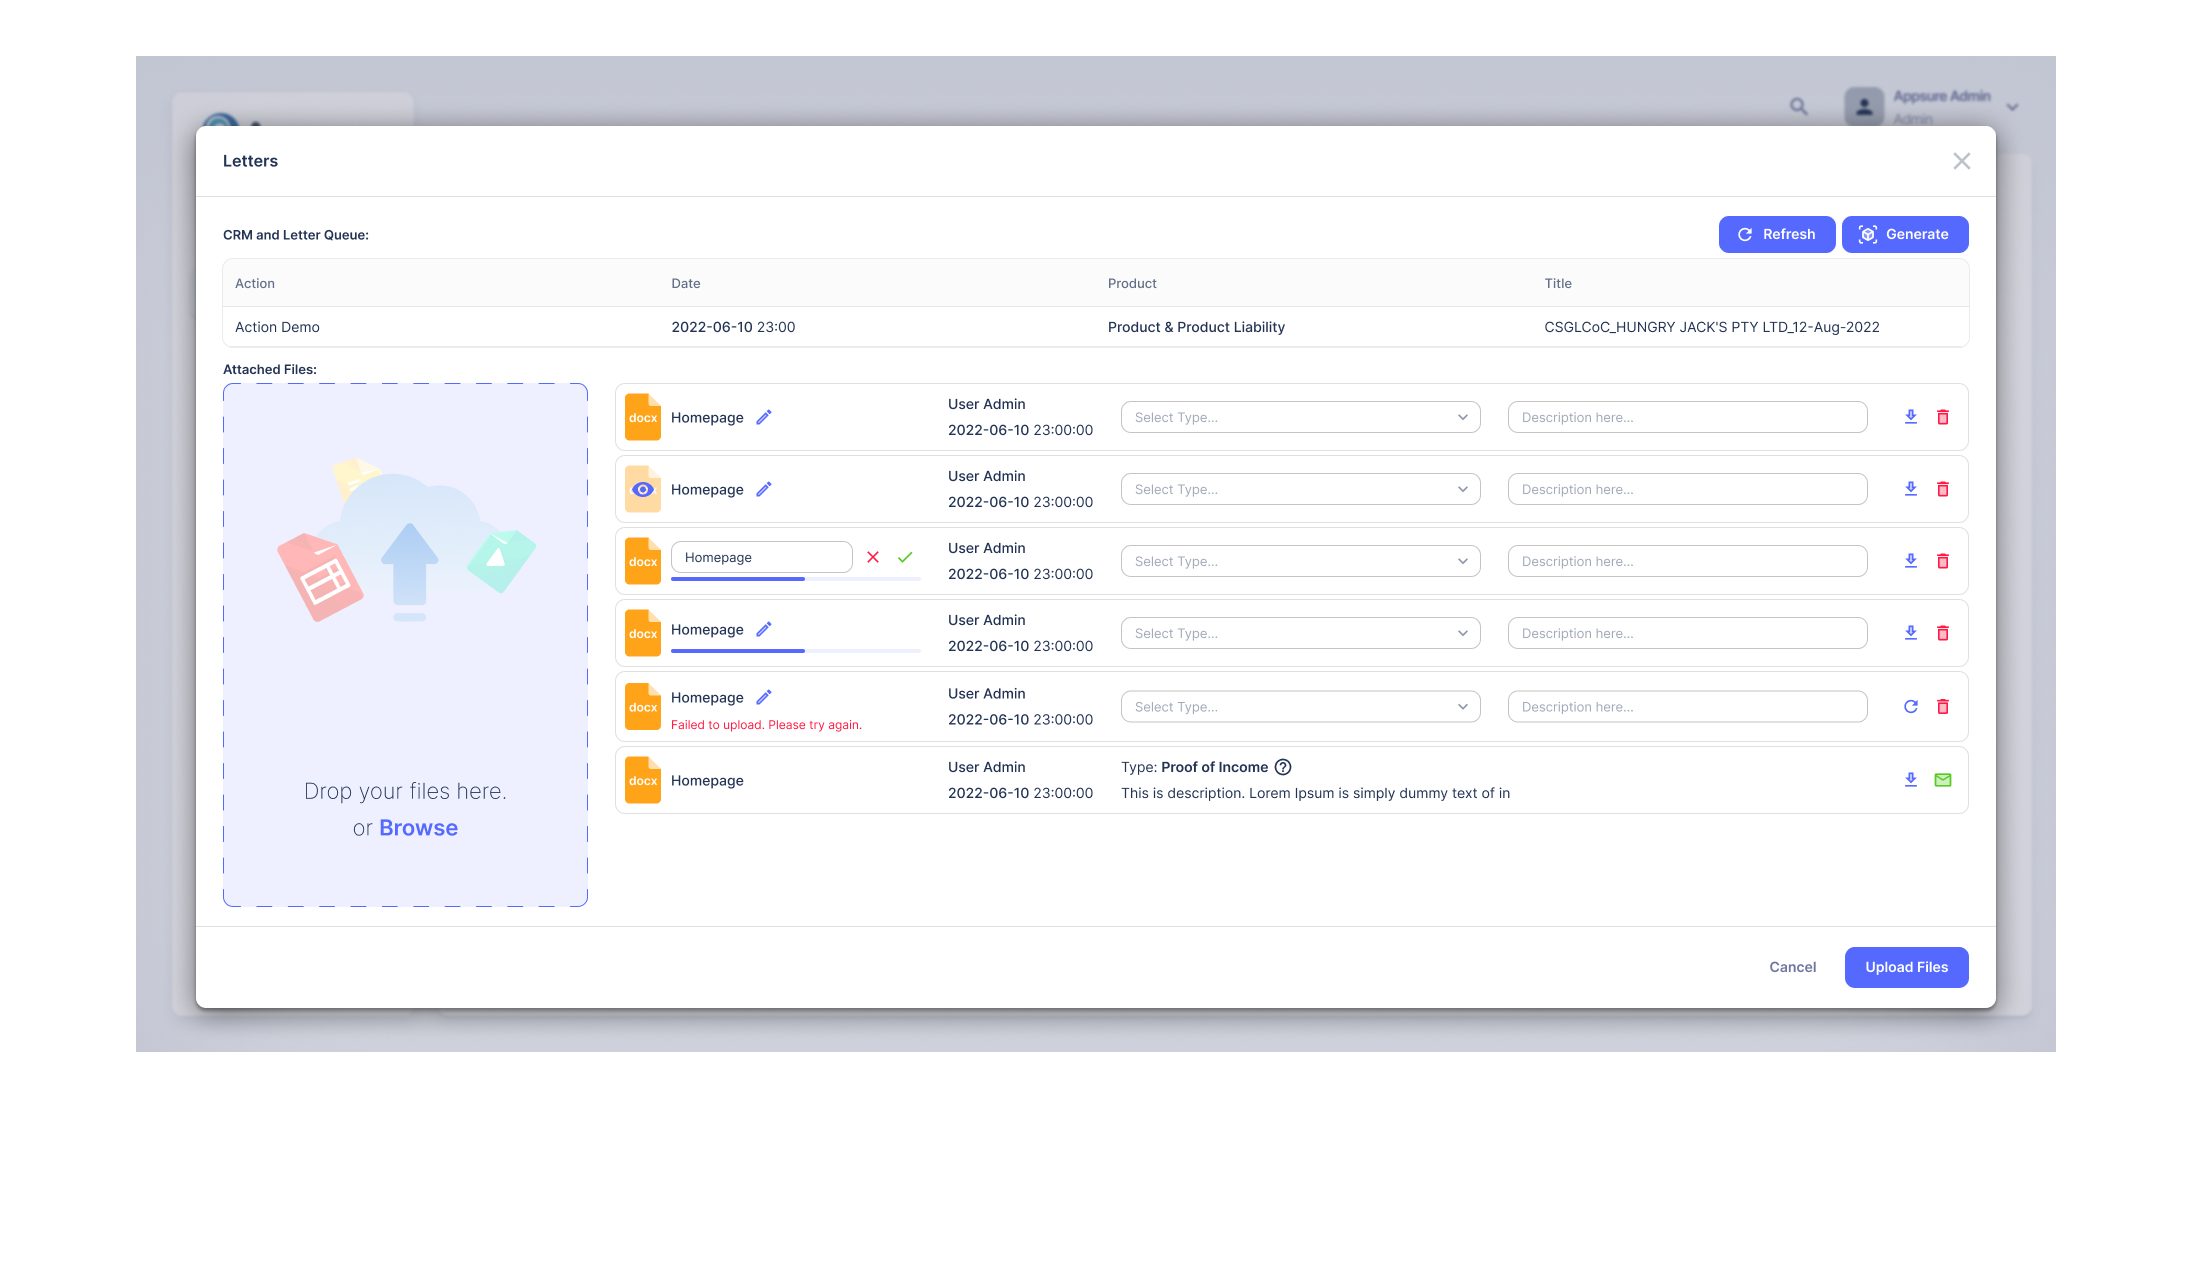 Appsure Admin
Admin
Letters
CRM and Letter Queue:
Refresh
Generate
Action Date Product Title
Action Demo 2022-06-10 23:00 Product & Product Liability CSGLCoC_HUNGRY JACK'S PTY LTD_12-Aug-2022
Attached Files:
Drop your files here.
or Browse
docx
Homepage
User Admin
2022-06-10 23:00:00
Select Type...
Description here...
Homepage
User Admin
2022-06-10 23:00:00
Select Type...
Description here...
docx
Homepage
User Admin
2022-06-10 23:00:00
Select Type...
Description here...
docx
Homepage
User Admin
2022-06-10 23:00:00
Select Type...
Description here...
docx
Homepage
Failed to upload. Please try again.
User Admin
2022-06-10 23:00:00
Select Type...
Description here...
docx
Homepage
User Admin
2022-06-10 23:00:00
Type: Proof of Income
This is description. Lorem Ipsum is simply dummy text of in
Cancel
Upload Files